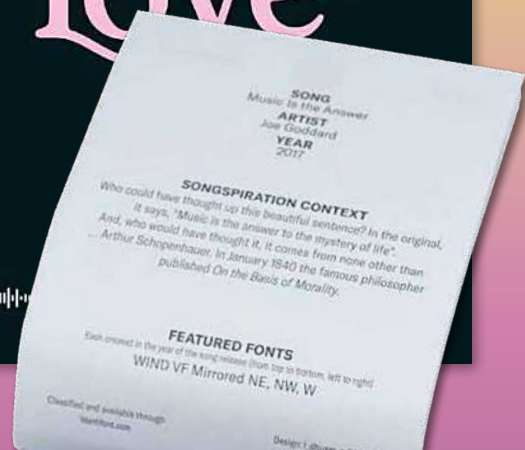 Love
SONG
Music Is the Answer
ARTIST
Joe Goddard
YEAR
2017
SONGSPIRATION CONTEXT
Who could have thought up this beautiful sentence? In the original,
it says, "Music is the answer to the mystery of life".
And, who would have thought it, it comes from none other than
... Arthur Schopenhauer. In January 1840 the famous philosopher
published On the Basis of Morality.
FEATURED FONTS
Each created in the year of the song release (from top to bottom, left to right)
WIND VF Mirrored NE, NW, W
Classified and available through
Identifont.com
Design: